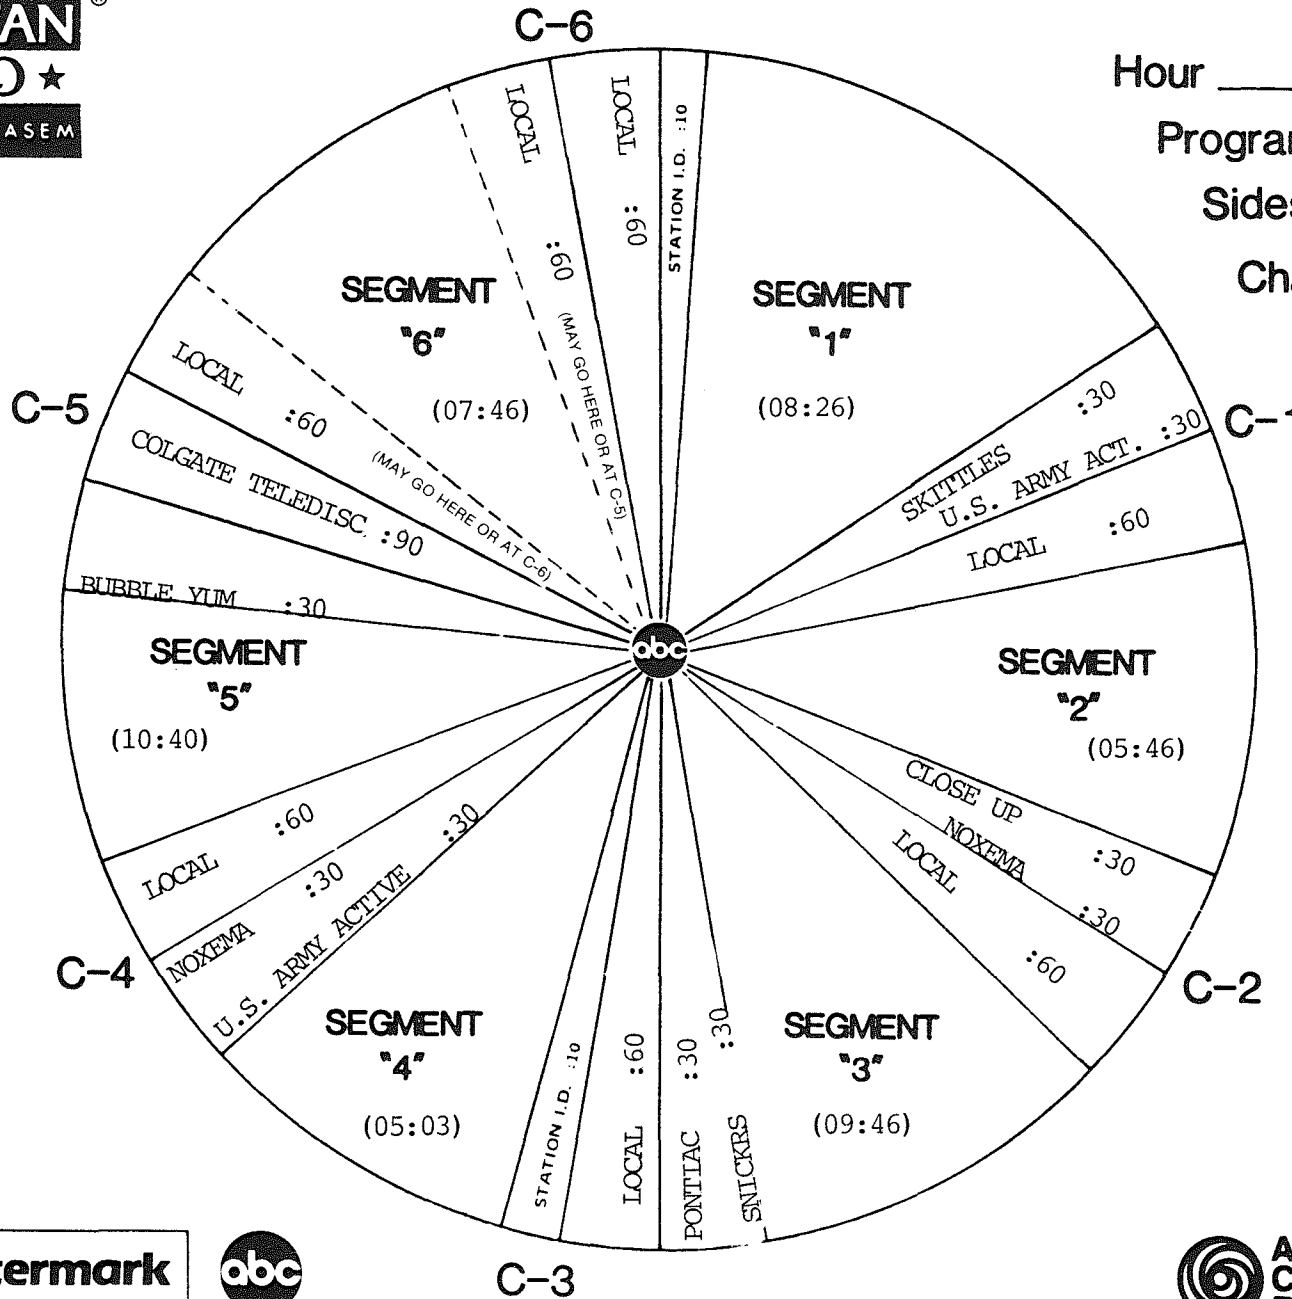 AN ®
O ★
ASEM
Hour
Program
Sides
Cha
C-6
LOCAL :60
STATION I.D. :10
SEGMENT
"1"
(08:26)
SKITTLES :30
U.S. ARMY ACT. :30
C-1
LOCAL :60
SEGMENT
"2"
(05:46)
CLOSE UP :30
NOXEMA :30
C-2
LOCAL :60
SEGMENT
"3"
(09:46)
SNICKRS :30
PONTIAC :30
C-3
LOCAL :60
STATION I.D. :10
SEGMENT
"4"
(05:03)
U.S. ARMY ACTIVE :30
NOXEMA :30
C-4
LOCAL :60
SEGMENT
"5"
(10:40)
BUBBLE YUM :30
COLGATE TELEDISC. :90
C-5
LOCAL :60
(MAY GO HERE OR AT C-6)
SEGMENT
"6"
(07:46)
LOCAL :60
(MAY GO HERE OR AT C-5)
abc
termark
abc
A
C